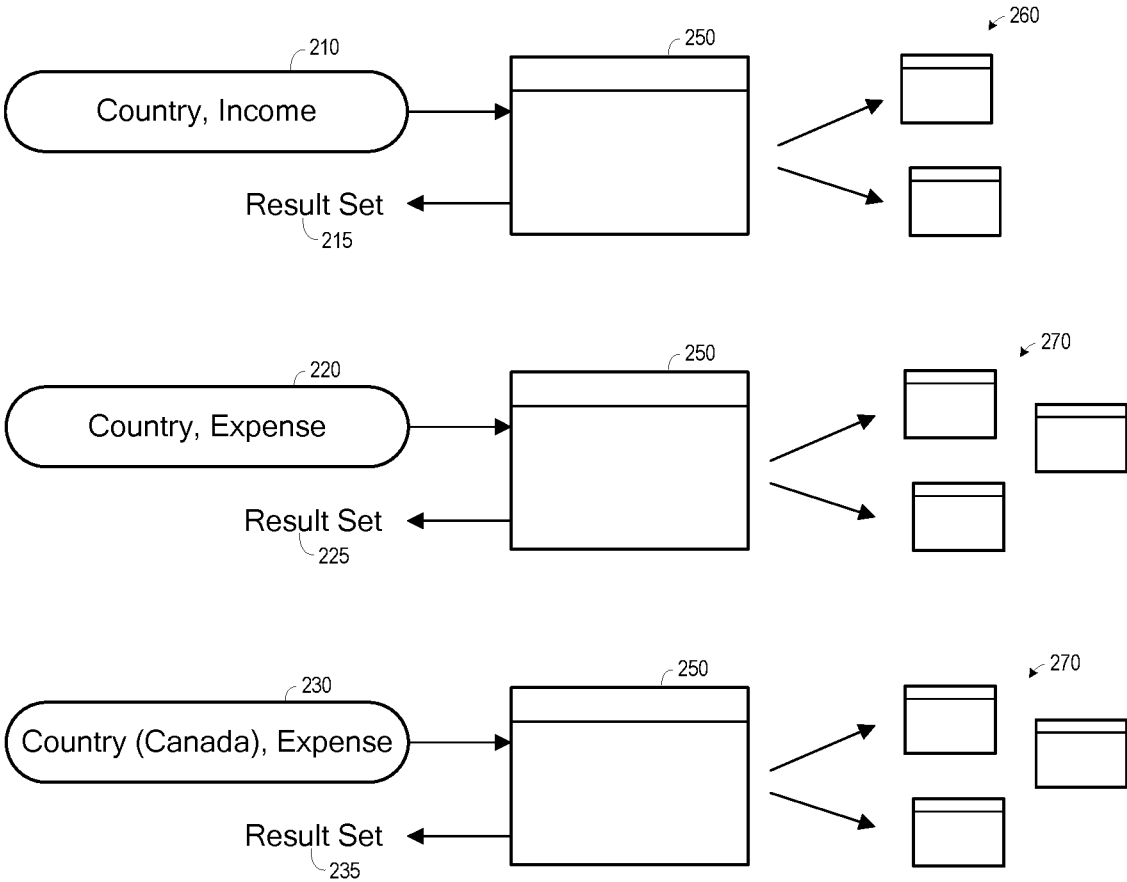 260
210
250
Country, Income
Result Set
215
270
220
250
Country, Expense
Result Set
225
270
230
250
Country (Canada), Expense
Result Set
235